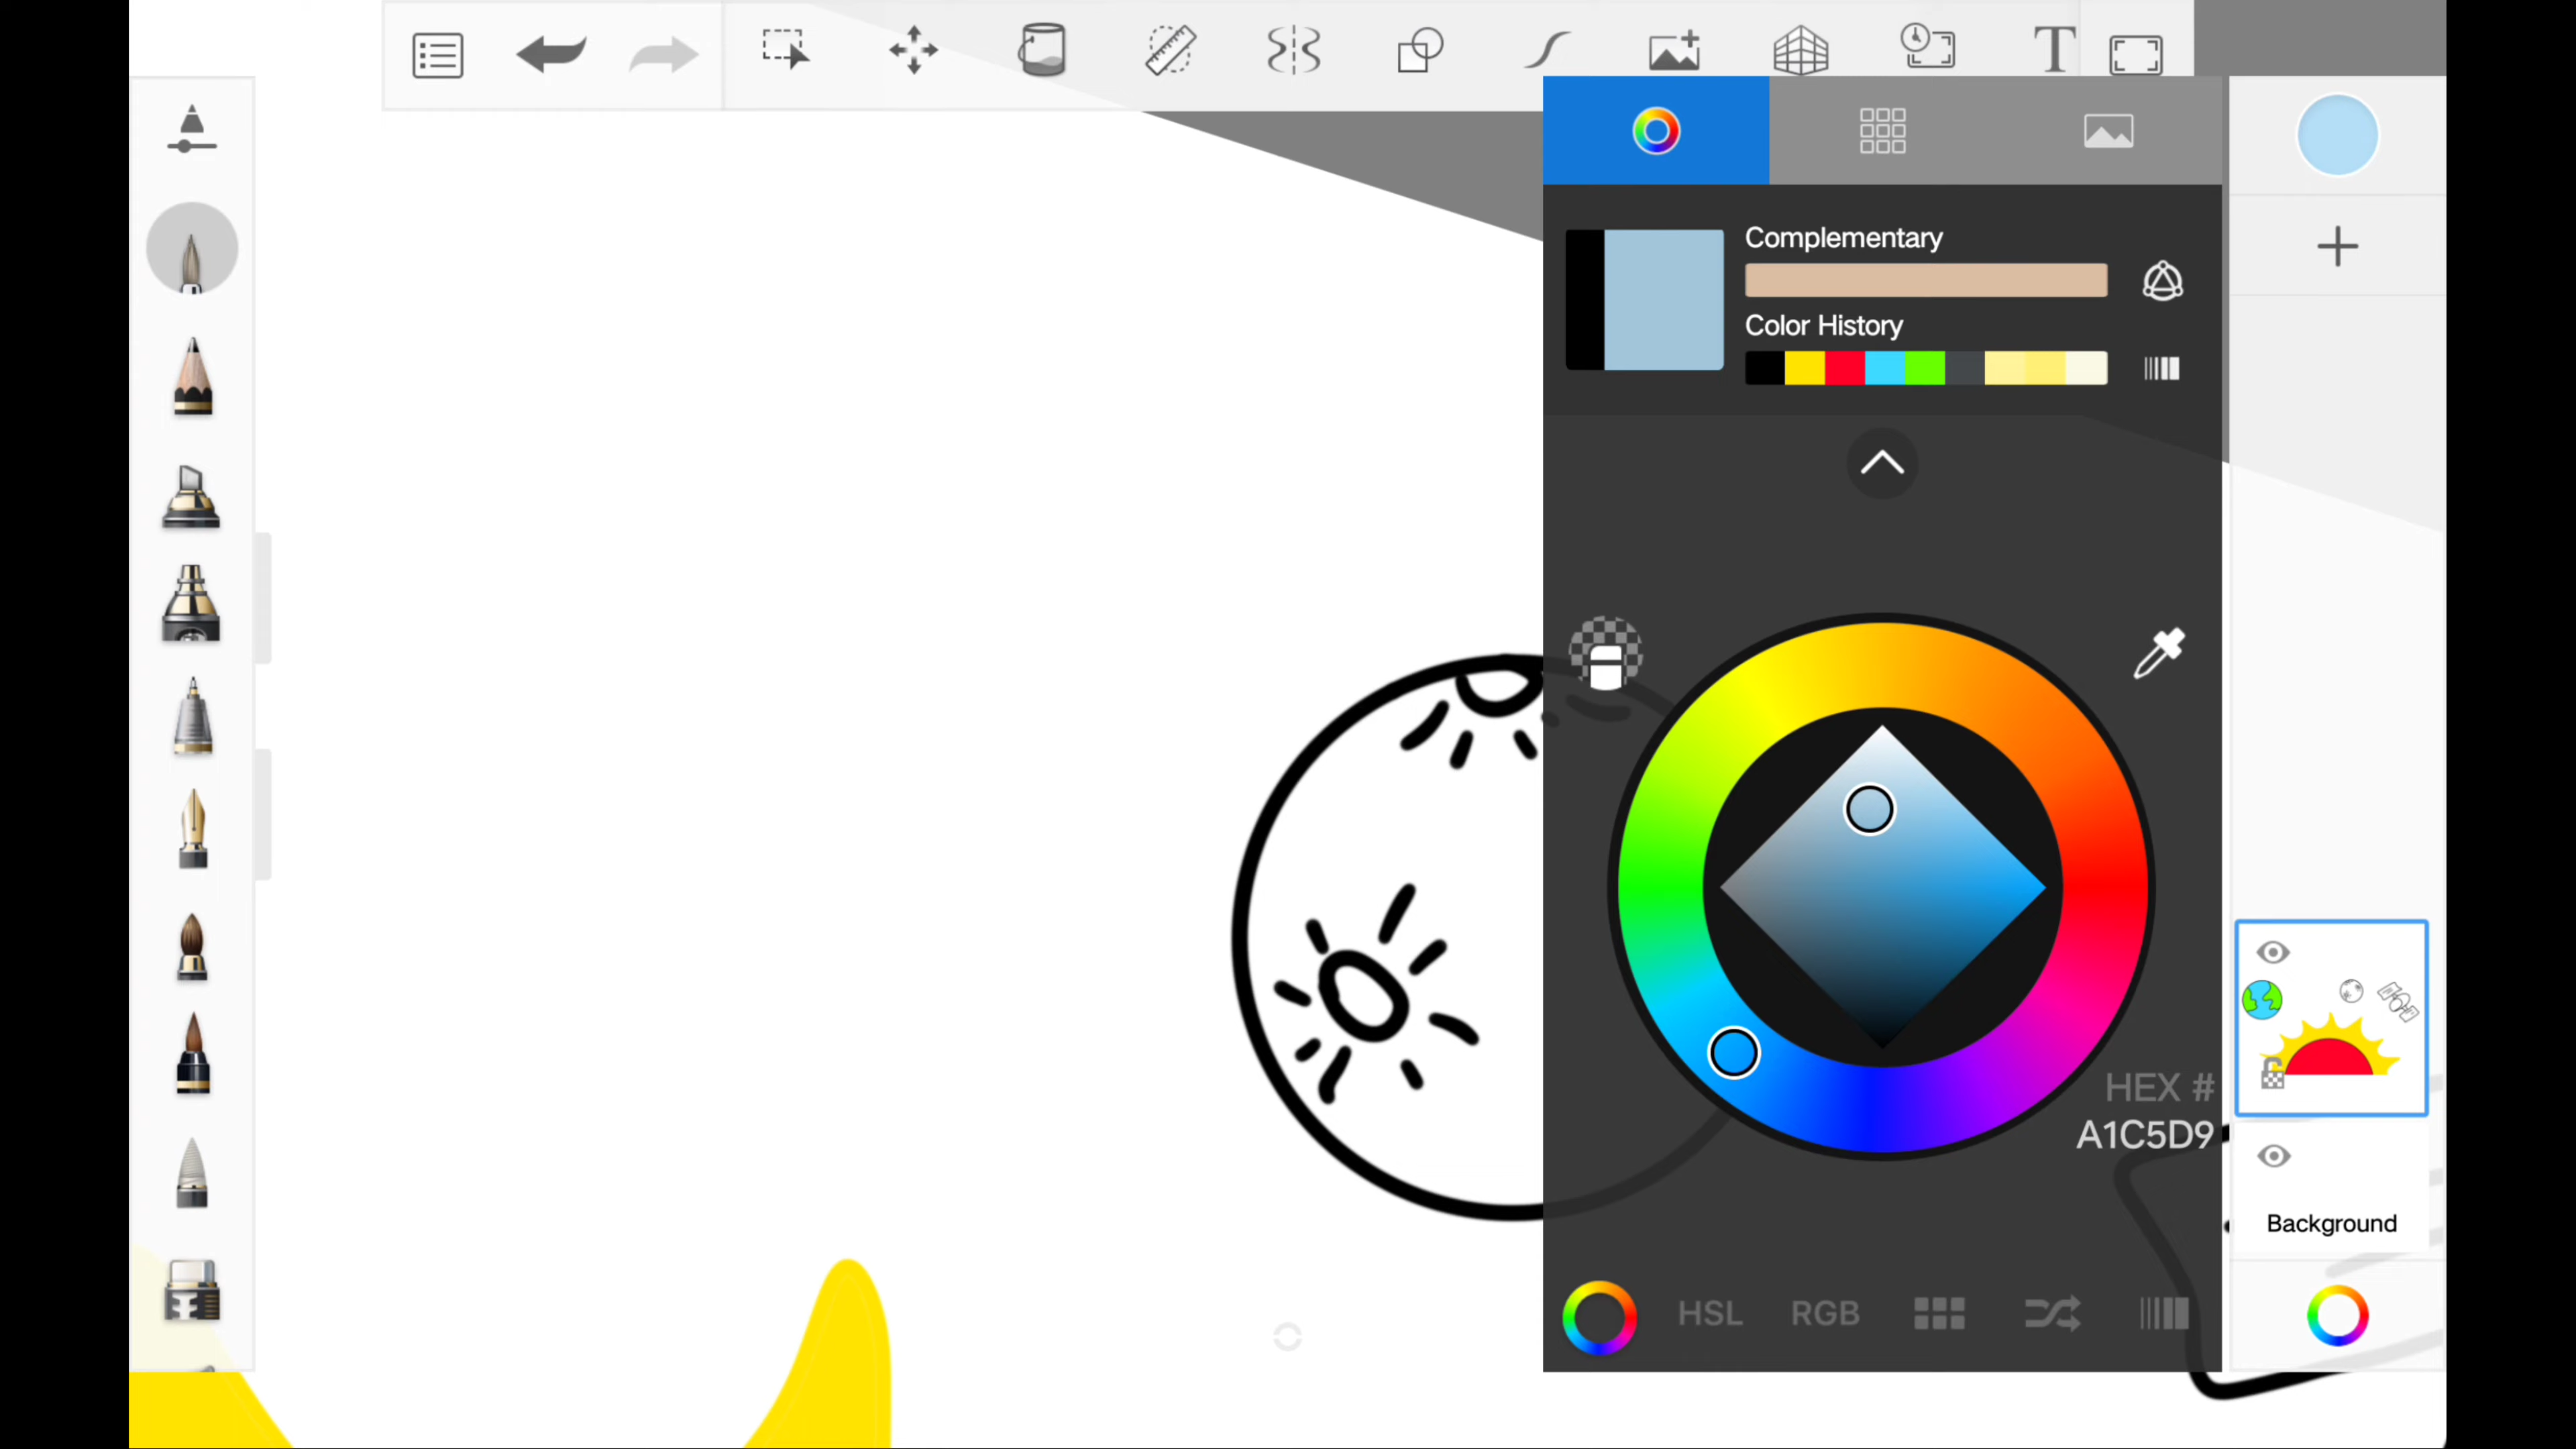 T
Complementary
Color History
HEX #
A1C5D9
Background
HSL
RGB